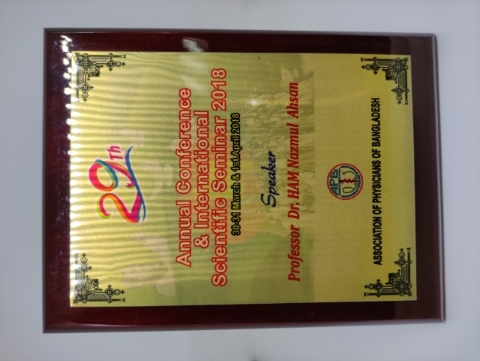 29Th
Annual Conference
& International
Scientific Seminar 2018
30-31 March & 1st April 2018
Speaker
Professor Dr. HAM Nazmul Ahsan
APB
ASSOCIATION OF PHYSICIANS OF BANGLADESH